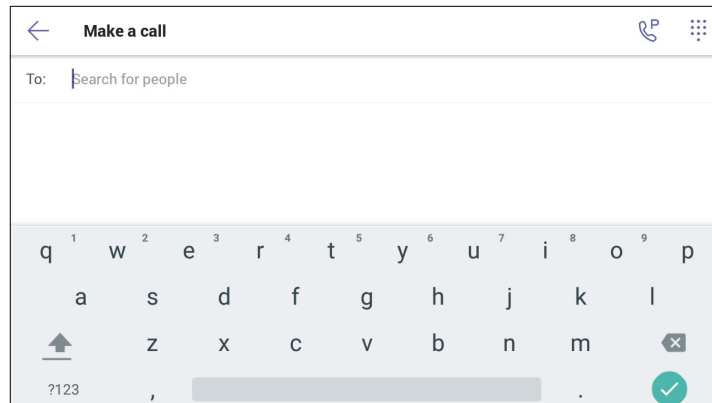 Make a call
P
To: Search for people
q 1 w 2 e 3 r 4 t 5 y 6 u 7 i 8 o 9 p
a s d f g h j k l
z x c v b n m
?123 , .